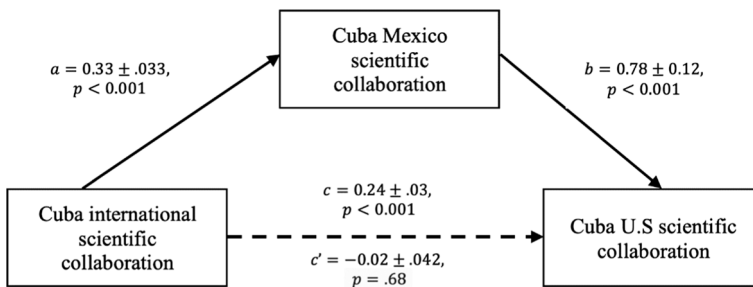 Cuba Mexico
scientific
collaboration
a = 0.33 ± .033,
p < 0.001
b = 0.78 ± 0.12,
p < 0.001
Cuba international
scientific
collaboration
c = 0.24 ± .03,
p < 0.001
c' = −0.02 ± .042,
p = .68
Cuba U.S scientific
collaboration